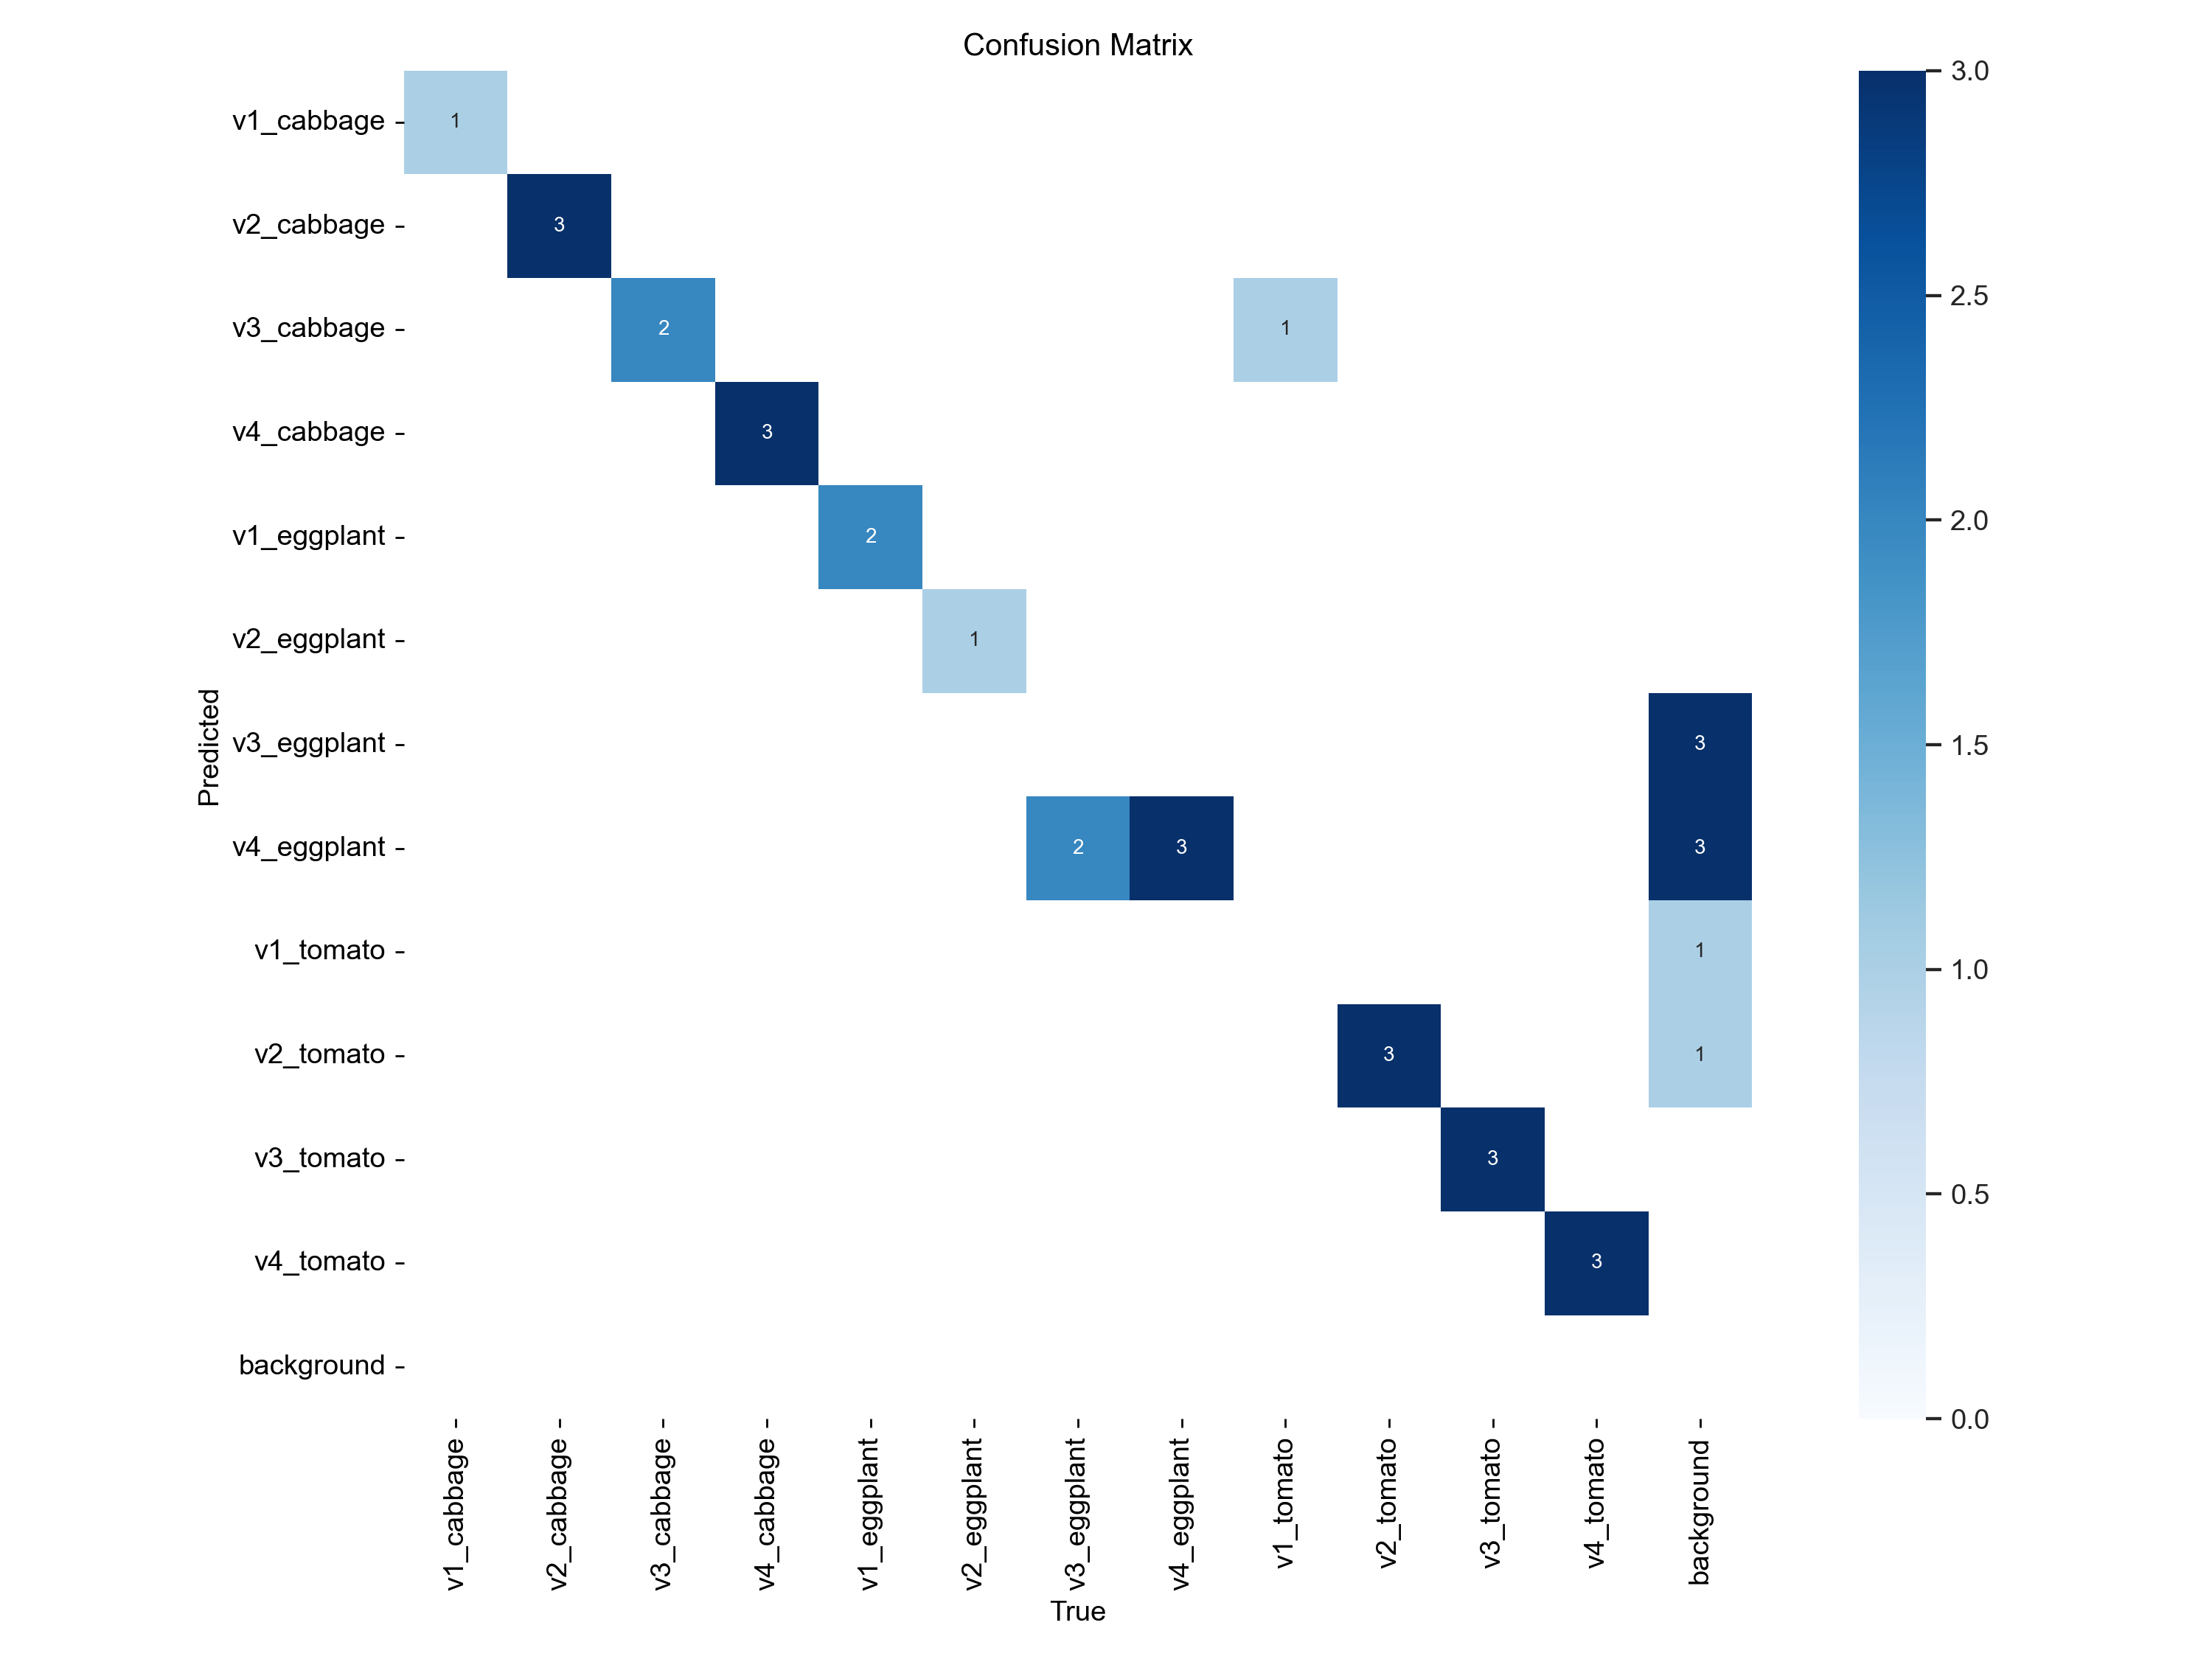 Confusion Matrix
v1_cabbage
v2_cabbage
v3_cabbage
v4_cabbage
v1_eggplant
v2_eggplant
v3_eggplant
v4_eggplant
v1_tomato
v2_tomato
v3_tomato
v4_tomato
background
Predicted
1
3
2 1
3
2
1
3
2 3 3
1
3 1
3
3
v1_cabbage
v2_cabbage
v3_cabbage
v4_cabbage
v1_eggplant
v2_eggplant
v3_eggplant
v4_eggplant
v1_tomato
v2_tomato
v3_tomato
v4_tomato
background
True
3.0
2.5
2.0
1.5
1.0
0.5
0.0